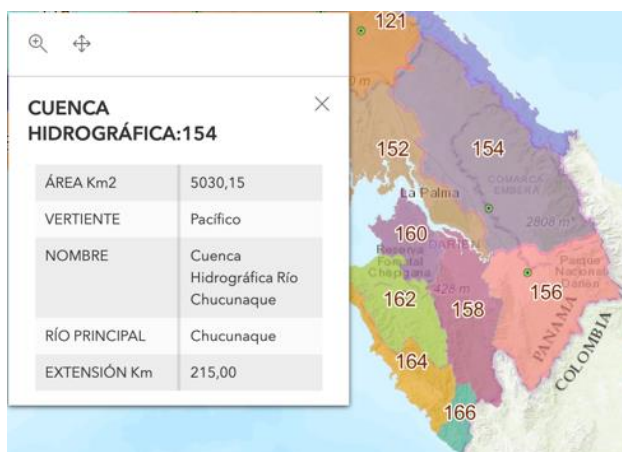 CUENCA
HIDROGRÁFICA:154
ÁREA Km2 5030,15
VERTIENTE Pacífico
NOMBRE Cuenca
Hidrográfica Río
Chucunaque
RÍO PRINCIPAL Chucunaque
EXTENSIÓN Km 215,00
121
152
154
COMARCA
EMBERÁ
La Palma
2808 m
160
DARIÉN
Reserva
Forestal
Chepigana
Parque
Nacional
Darién
428 m
162
158
156
PANAMA
COLOMBIA
164
166